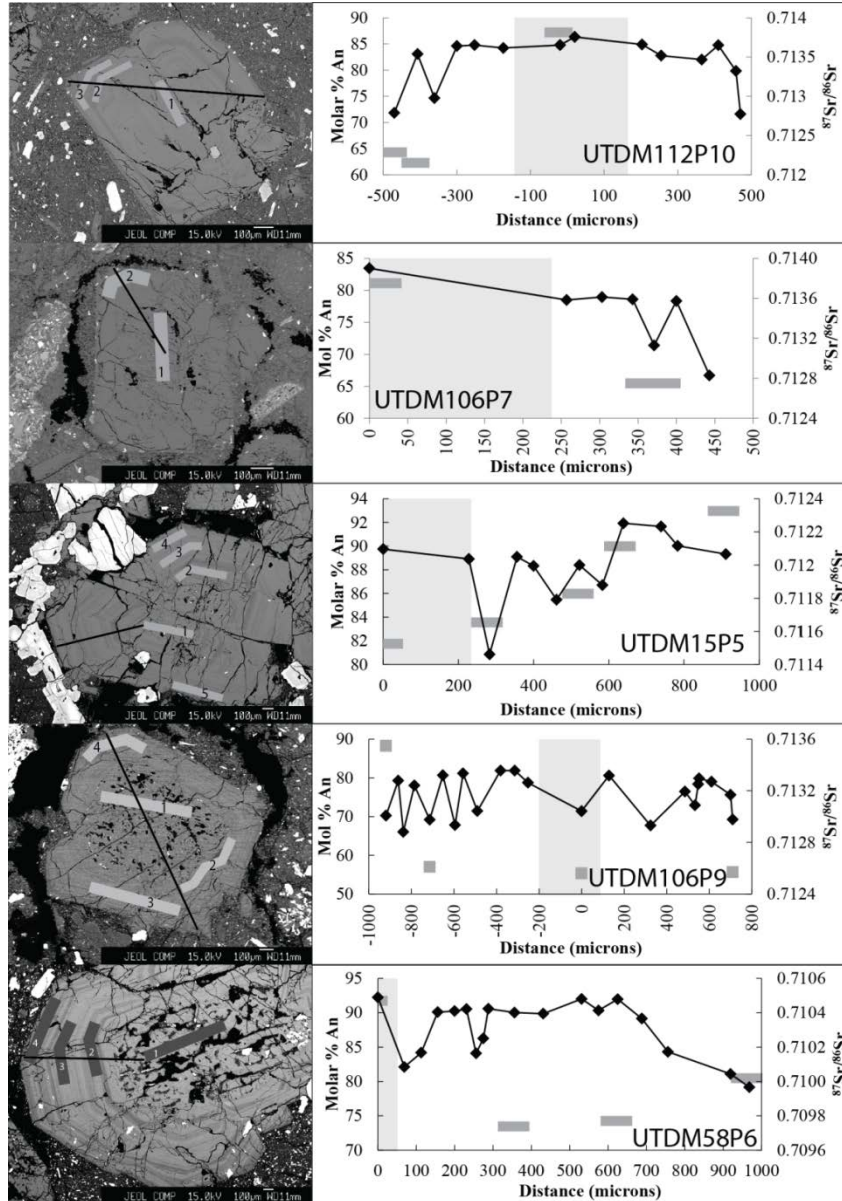 3
2
1
JEOL COMP 15.0kV 100µm WD11mm
Molar % An
90
85
80
75
70
65
60
0.714
0.7135
0.713
0.7125
0.712
⁸⁷Sr/⁸⁶Sr
UTDM112P10
-500
-300
-100
100
300
500
Distance (microns)
2
1
JEOL COMP 15.0kV 100µm WD11mm
Mol % An
85
80
75
70
65
60
0.7140
0.7136
0.7132
0.7128
0.7124
⁸⁷Sr/⁸⁶Sr
UTDM106P7
0 50 100 150 200 250 300 350 400 450 500
Distance (microns)
4
3
2
1
5
JEOL COMP 15.0kV 100µm WD11mm
Molar % An
94
92
90
88
86
84
82
80
0.7124
0.7122
0.712
0.7118
0.7116
0.7114
⁸⁷Sr/⁸⁶Sr
UTDM15P5
0 200 400 600 800 1000
Distance (microns)
4
1
2
3
JEOL COMP 15.0kV 100µm WD11mm
Mol % An
90
80
70
60
50
0.7136
0.7132
0.7128
0.7124
⁸⁷Sr/⁸⁶Sr
UTDM106P9
-1000 -800 -600 -400 -200 0 200 400 600 800
Distance (microns)
4
3
2
1
JEOL COMP 15.0kV 100µm WD11mm
Molar % An
95
90
85
80
75
70
0.7106
0.7104
0.7102
0.7100
0.7098
0.7096
⁸⁷Sr/⁸⁶Sr
UTDM58P6
0 100 200 300 400 500 600 700 800 900 1000
Distance (microns)